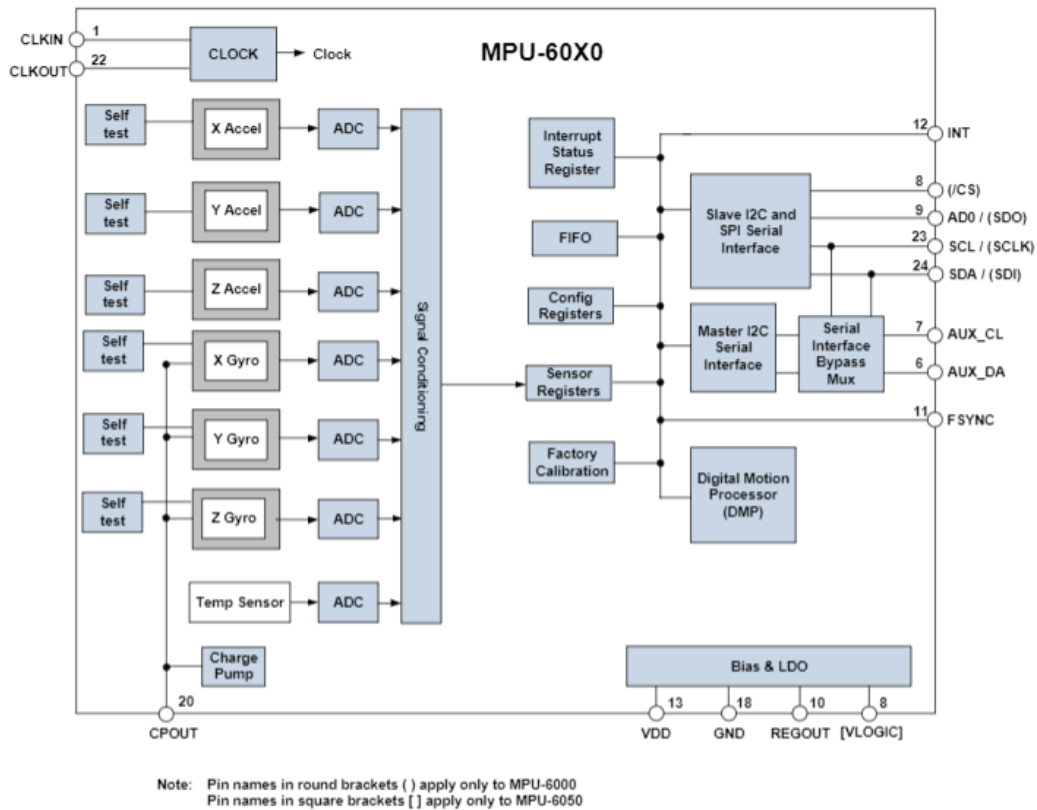 MPU-60X0
CLKIN
1
CLKOUT
22
CLOCK
Clock
Self
test
X Accel
ADC
Self
test
Y Accel
ADC
Self
test
Z Accel
ADC
Self
test
X Gyro
ADC
Self
test
Y Gyro
ADC
Self
test
Z Gyro
ADC
Temp Sensor
ADC
Signal Conditioning
Charge
Pump
20
CPOUT
Interrupt
Status
Register
FIFO
Config
Registers
Sensor
Registers
Factory
Calibration
Slave I2C and
SPI Serial
Interface
Master I2C
Serial
Interface
Serial
Interface
Bypass
Mux
Digital Motion
Processor
(DMP)
12
INT
8
(/CS)
9
AD0 / (SDO)
23
SCL / (SCLK)
24
SDA / (SDI)
7
AUX_CL
6
AUX_DA
11
FSYNC
Bias & LDO
13
VDD
18
GND
10
REGOUT
8
[VLOGIC]
Note: Pin names in round brackets ( ) apply only to MPU-6000
Pin names in square brackets [ ] apply only to MPU-6050